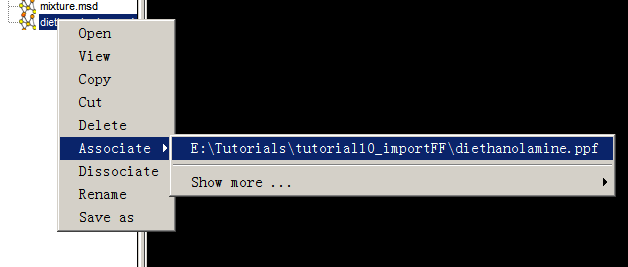 mixture.msd
Open
View
Copy
Cut
Delete
Associate
E:\Tutorials\tutorial10_importFF\diethanolamine.ppf
Dissociate
Show more ...
Rename
Save as